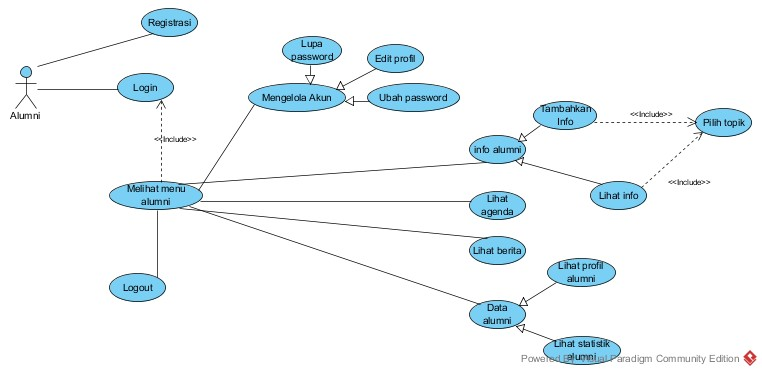 Registrasi
Lupa
password
Edit profil
Alumni
Login
Mengelola Akun
Ubah password
Tambahkan
Info
<<Include>>
Pilih topik
<<Include>>
info alumni
<<Include>>
Melihat menu
alumni
Lihat info
Lihat
agenda
Lihat berita
Logout
Lihat profil
alumni
Data
alumni
Lihat statistik
alumni
Powered By Visual Paradigm Community Edition